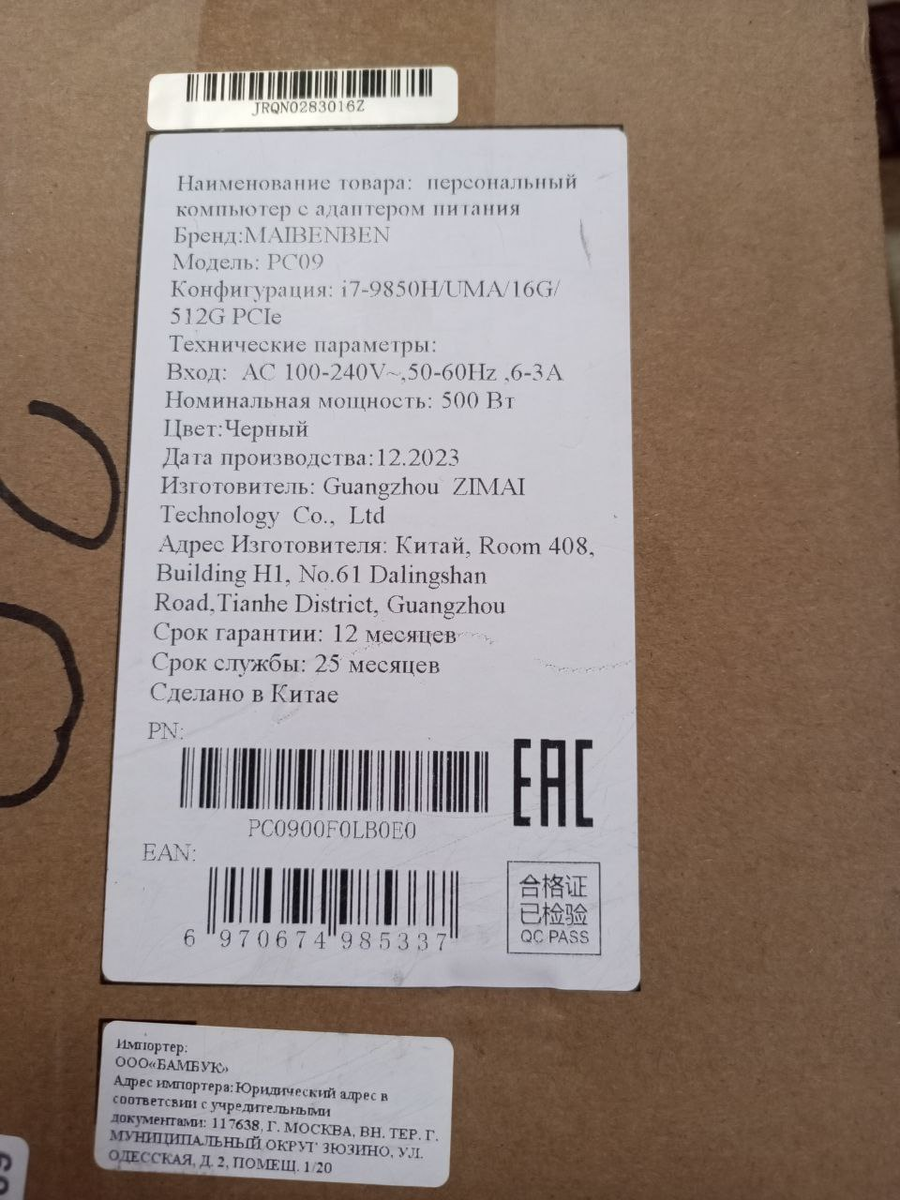 JRQN0283016Z
Наименование товара: персональный
компьютер с адаптером питания
Бренд:MAIBENBEN
Модель: PC09
Конфигурация: i7-9850H/UMA/16G/
512G PCIe
Технические параметры:
Вход: AC 100-240V~,50-60Hz ,6-3A
Номинальная мощность: 500 Вт
Цвет:Черный
Дата производства:12.2023
Изготовитель: Guangzhou ZIMAI
Technology Co., Ltd
Адрес Изготовителя: Китай, Room 408,
Building H1, No.61 Dalingshan
Road,Tianhe District, Guangzhou
Срок гарантии: 12 месяцев
Срок службы: 25 месяцев
Сделано в Китае
PN:
PC0900F0LB0E0
EAC
EAN:
6 970674 985337
合格证
已检验
QC PASS
Импортер:
ООО«БАМБУК»
Адрес импортера:Юридический адрес в
соответсвии с учредительными
документами: 117638, Г. МОСКВА, ВН. ТЕР. Г.
МУНИЦИПАЛЬНЫЙ ОКРУГ ЗЮЗИНО, УЛ.
ОДЕССКАЯ, Д. 2, ПОМЕЩ. 1/20